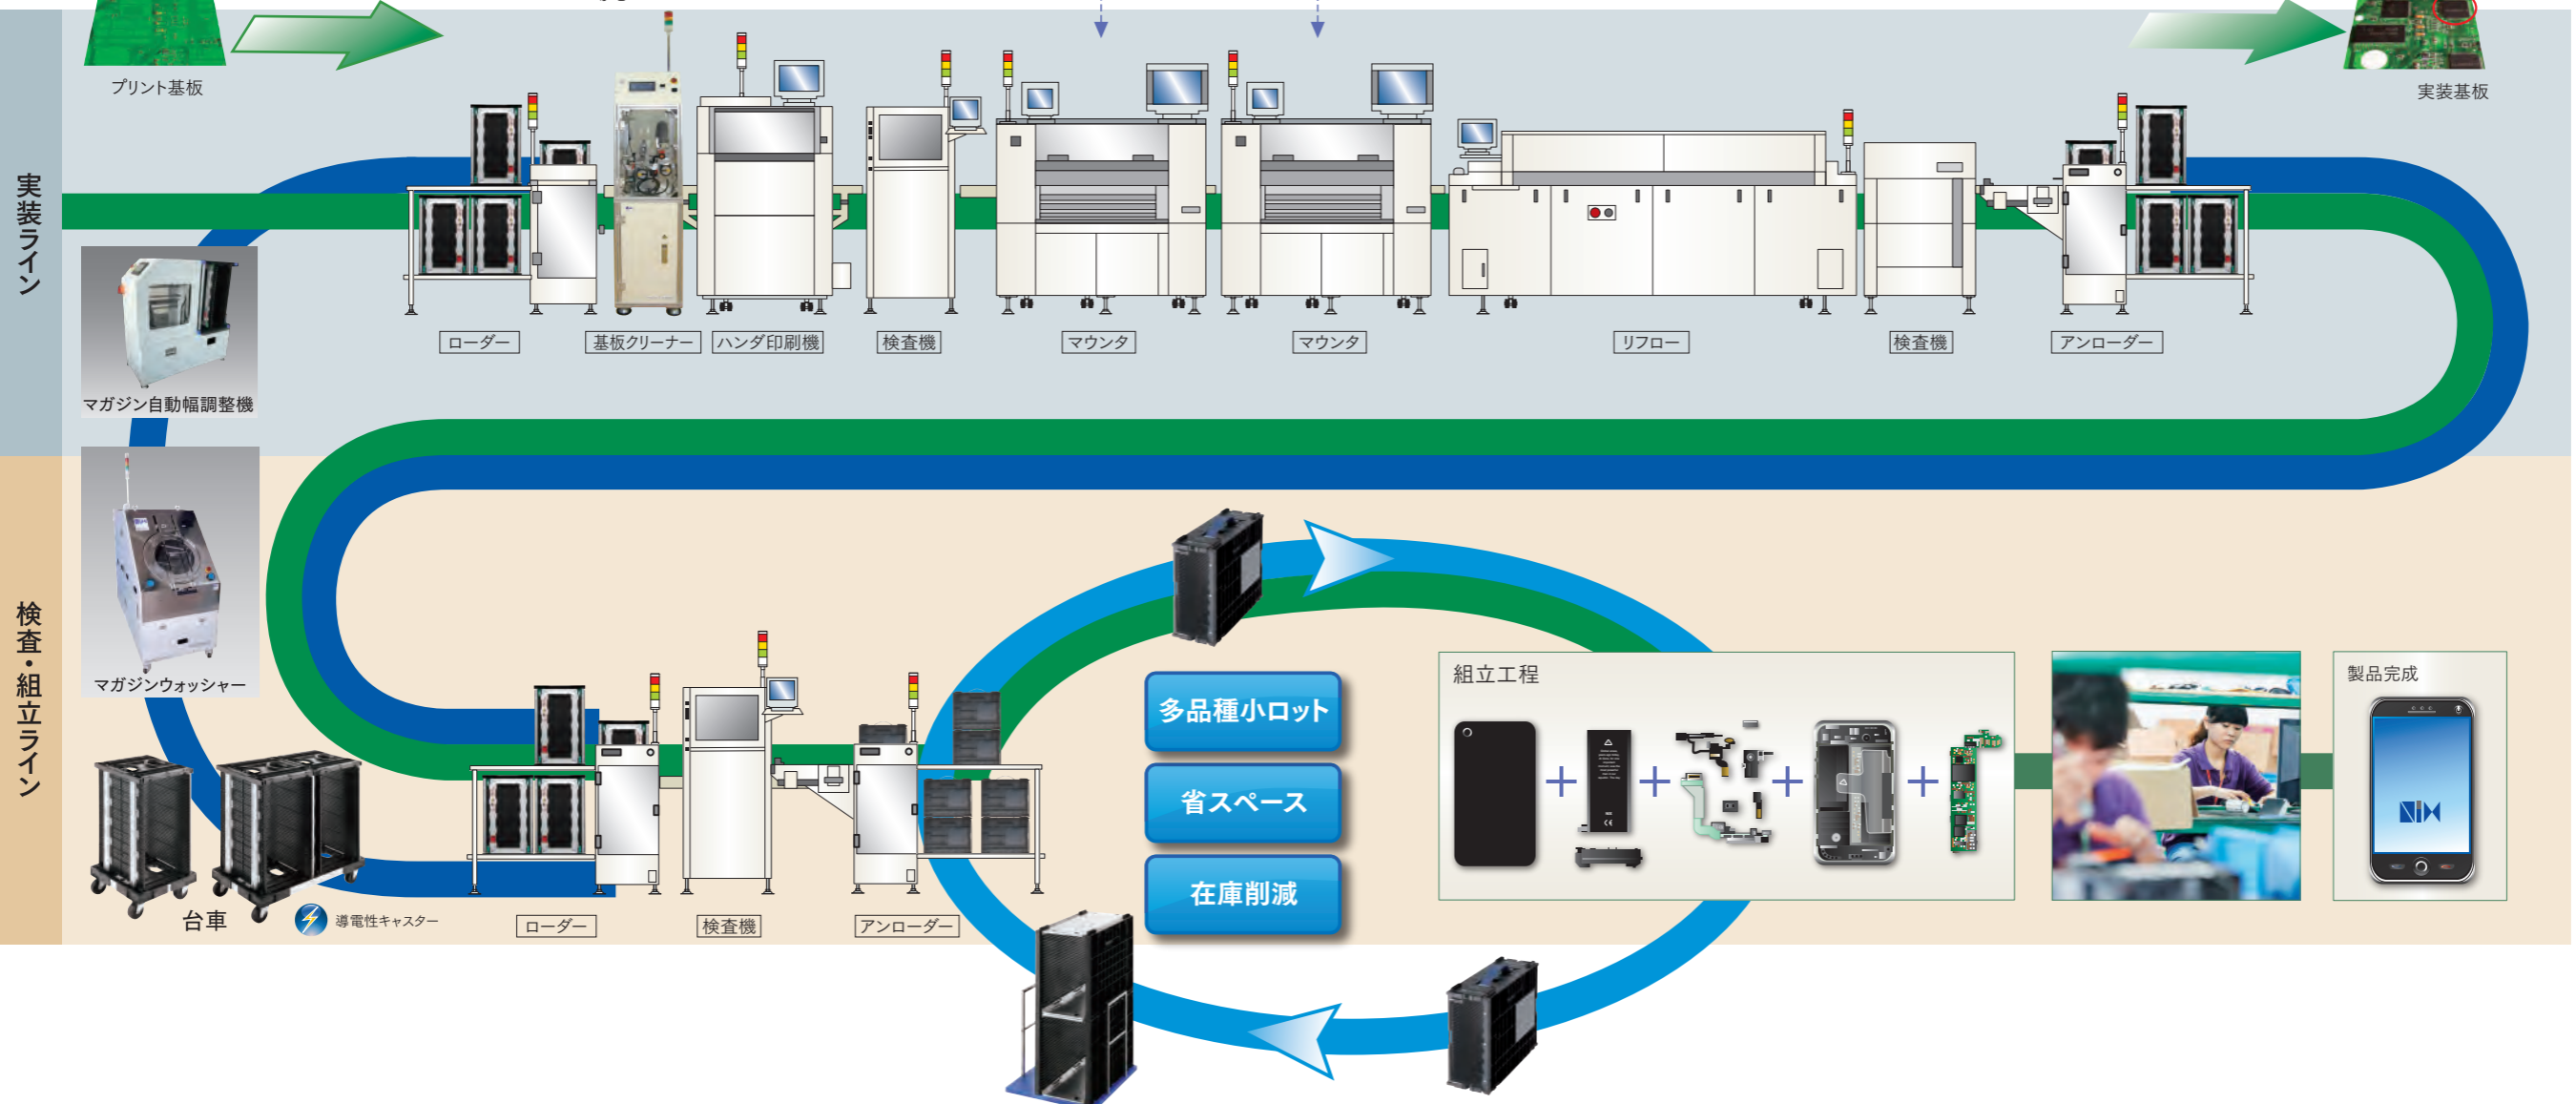 プリント基板
実装基板
実装ライン
ローダー
基板クリーナー
ハンダ印刷機
検査機
マウンタ
マウンタ
リフロー
検査機
アンローダー
マガジン自動幅調整機
マガジンウォッシャー
検査・組立ライン
台車
導電性キャスター
ローダー
検査機
アンローダー
多品種小ロット
省スペース
在庫削減
組立工程
製品完成
NIX